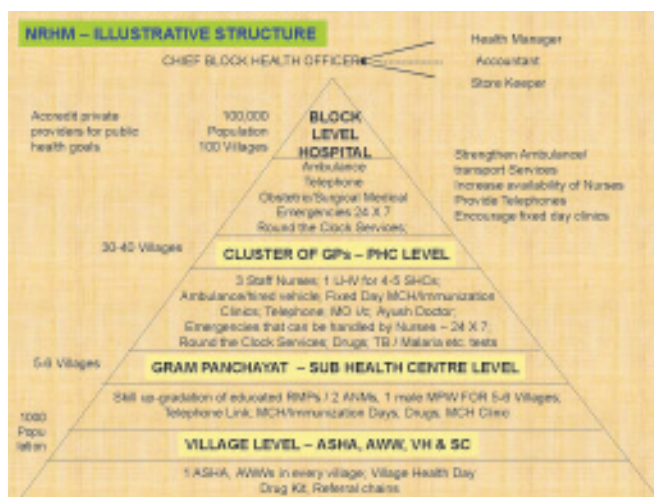 NRHM – ILLUSTRATIVE STRUCTURE
CHIEF BLOCK HEALTH OFFICER
Health Manager
Accountant
Store Keeper
Accredit private
providers for public
health goals
100,000
Population
100 Villages
BLOCK
LEVEL
HOSPITAL
Ambulance
Telephone
Obstetric/Surgical Medical
Emergencies 24 X 7
Round the Clock Services;
Strengthen Ambulance/
transport Services
Increase availability of Nurses
Provide Telephones
Encourage fixed day clinics
30-40 Villages
CLUSTER OF GPs – PHC LEVEL
3 Staff Nurses; 1 LHV for 4-5 SHCs;
Ambulance/hired vehicle; Fixed Day MCH/Immunization
Clinics; Telephone; MO i/c; Ayush Doctor;
Emergencies that can be handled by Nurses – 24 X 7;
Round the Clock Services; Drugs; TB / Malaria etc. tests
5-6 Villages
GRAM PANCHAYAT – SUB HEALTH CENTRE LEVEL
Skill up-gradation of educated RMPs / 2 ANMs, 1 male MPW FOR 5-6 Villages;
Telephone Link; MCH/Immunization Days; Drugs; MCH Clinic
1000
Popu
lation
VILLAGE LEVEL – ASHA, AWW, VH & SC
1 ASHA, AWWs in every village; Village Health Day
Drug Kit, Referral chains